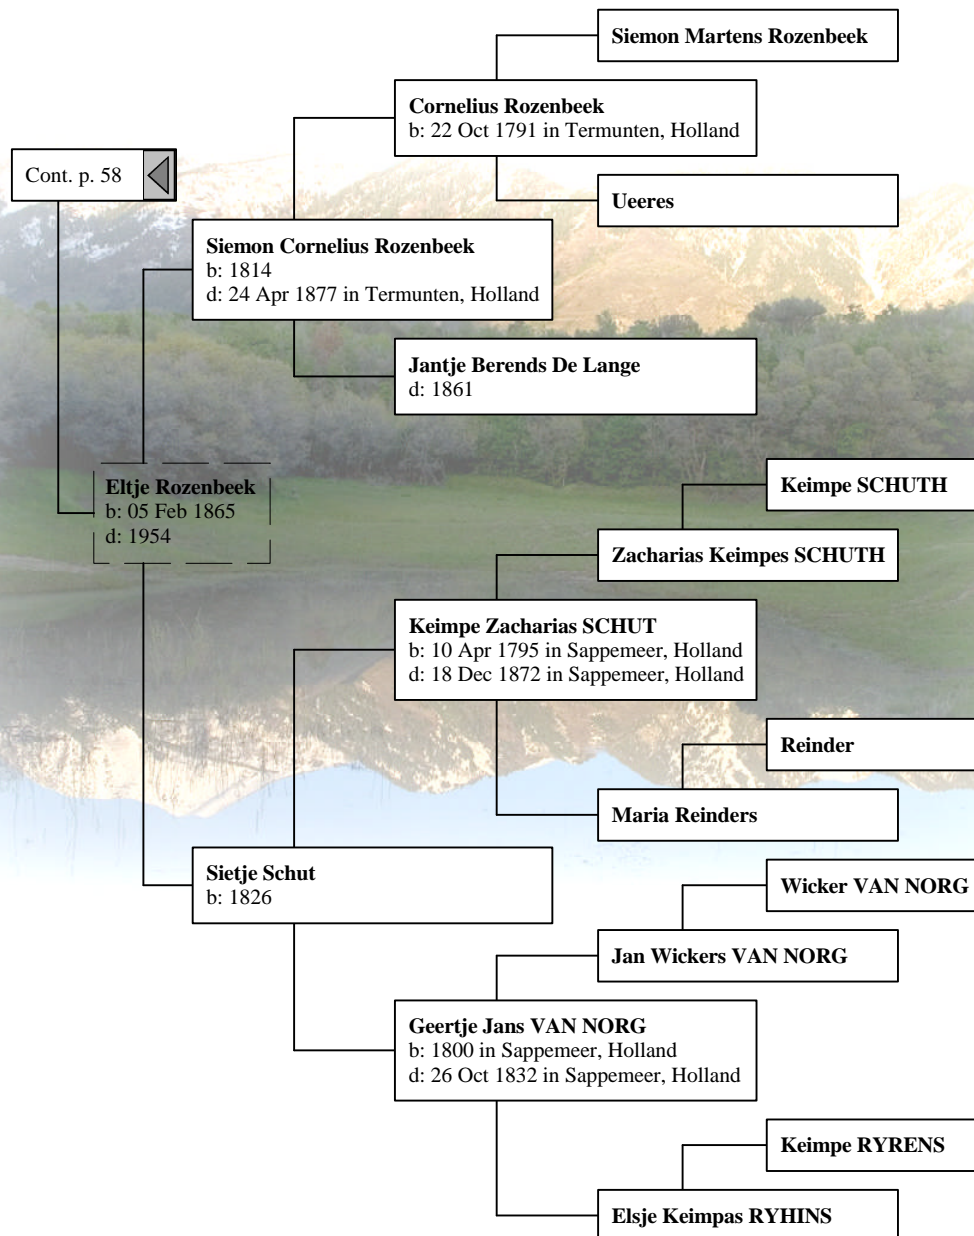 Siemon Martens Rozenbeek
Cornelius Rozenbeek
b: 22 Oct 1791 in Termunten, Holland
Cont. p. 58
Ueeres
Siemon Cornelius Rozenbeek
b: 1814
d: 24 Apr 1877 in Termunten, Holland
Jantje Berends De Lange
d: 1861
Keimpe SCHUTH
Eltje Rozenbeek
b: 05 Feb 1865
d: 1954
Zacharias Keimpes SCHUTH
Keimpe Zacharias SCHUT
b: 10 Apr 1795 in Sappemeer, Holland
d: 18 Dec 1872 in Sappemeer, Holland
Reinder
Maria Reinders
Sietje Schut
b: 1826
Wicker VAN NORG
Jan Wickers VAN NORG
Geertje Jans VAN NORG
b: 1800 in Sappemeer, Holland
d: 26 Oct 1832 in Sappemeer, Holland
Keimpe RYRENS
Elsje Keimpas RYHINS